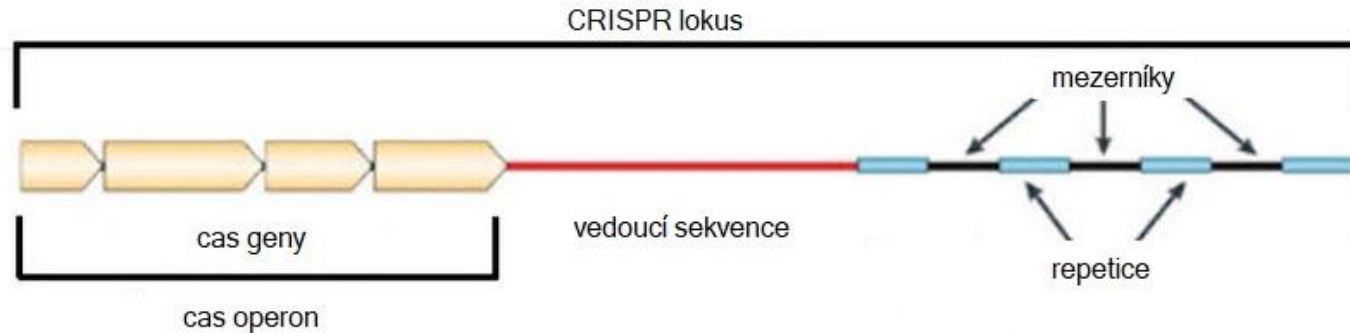 CRISPR lokus
mezerníky
cas geny
vedoucí sekvence
repetice
cas operon